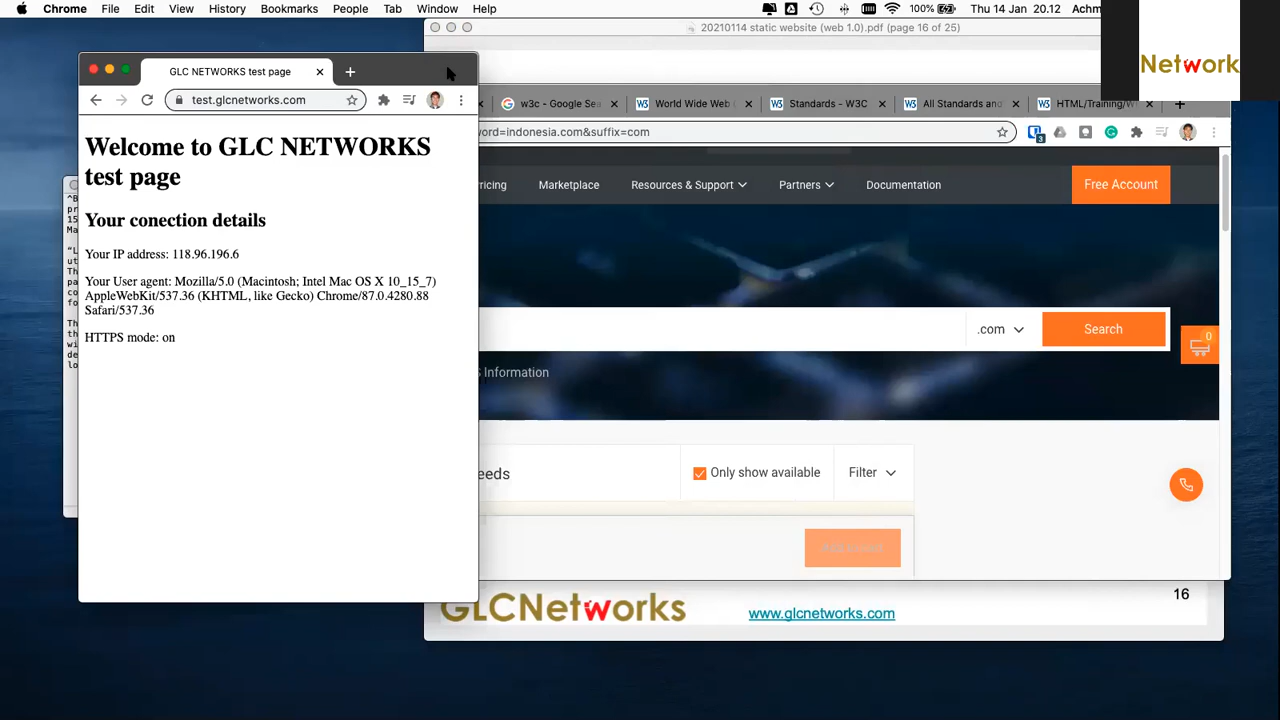 Chrome File Edit View History Bookmarks People Tab Window Help
100% Thu 14 Jan 20.12 Achm
20210114 static website (web 1.0).pdf (page 16 of 25)
Network
GLC NETWORKS test page
test.glcnetworks.com
Welcome to GLC NETWORKS
test page
Your conection details
Your IP address: 118.96.196.6
Your User agent: Mozilla/5.0 (Macintosh; Intel Mac OS X 10_15_7)
AppleWebKit/537.36 (KHTML, like Gecko) Chrome/87.0.4280.88
Safari/537.36
HTTPS mode: on
w3c - Google Sea
World Wide Web C
Standards - W3C
All Standards and
HTML/Training/W
word=indonesia.com&suffix=com
3
ricing Marketplace Resources & Support Partners Documentation Free Account
.com Search
0
S Information
eeds Only show available Filter
GLCNetworks www.glcnetworks.com 16